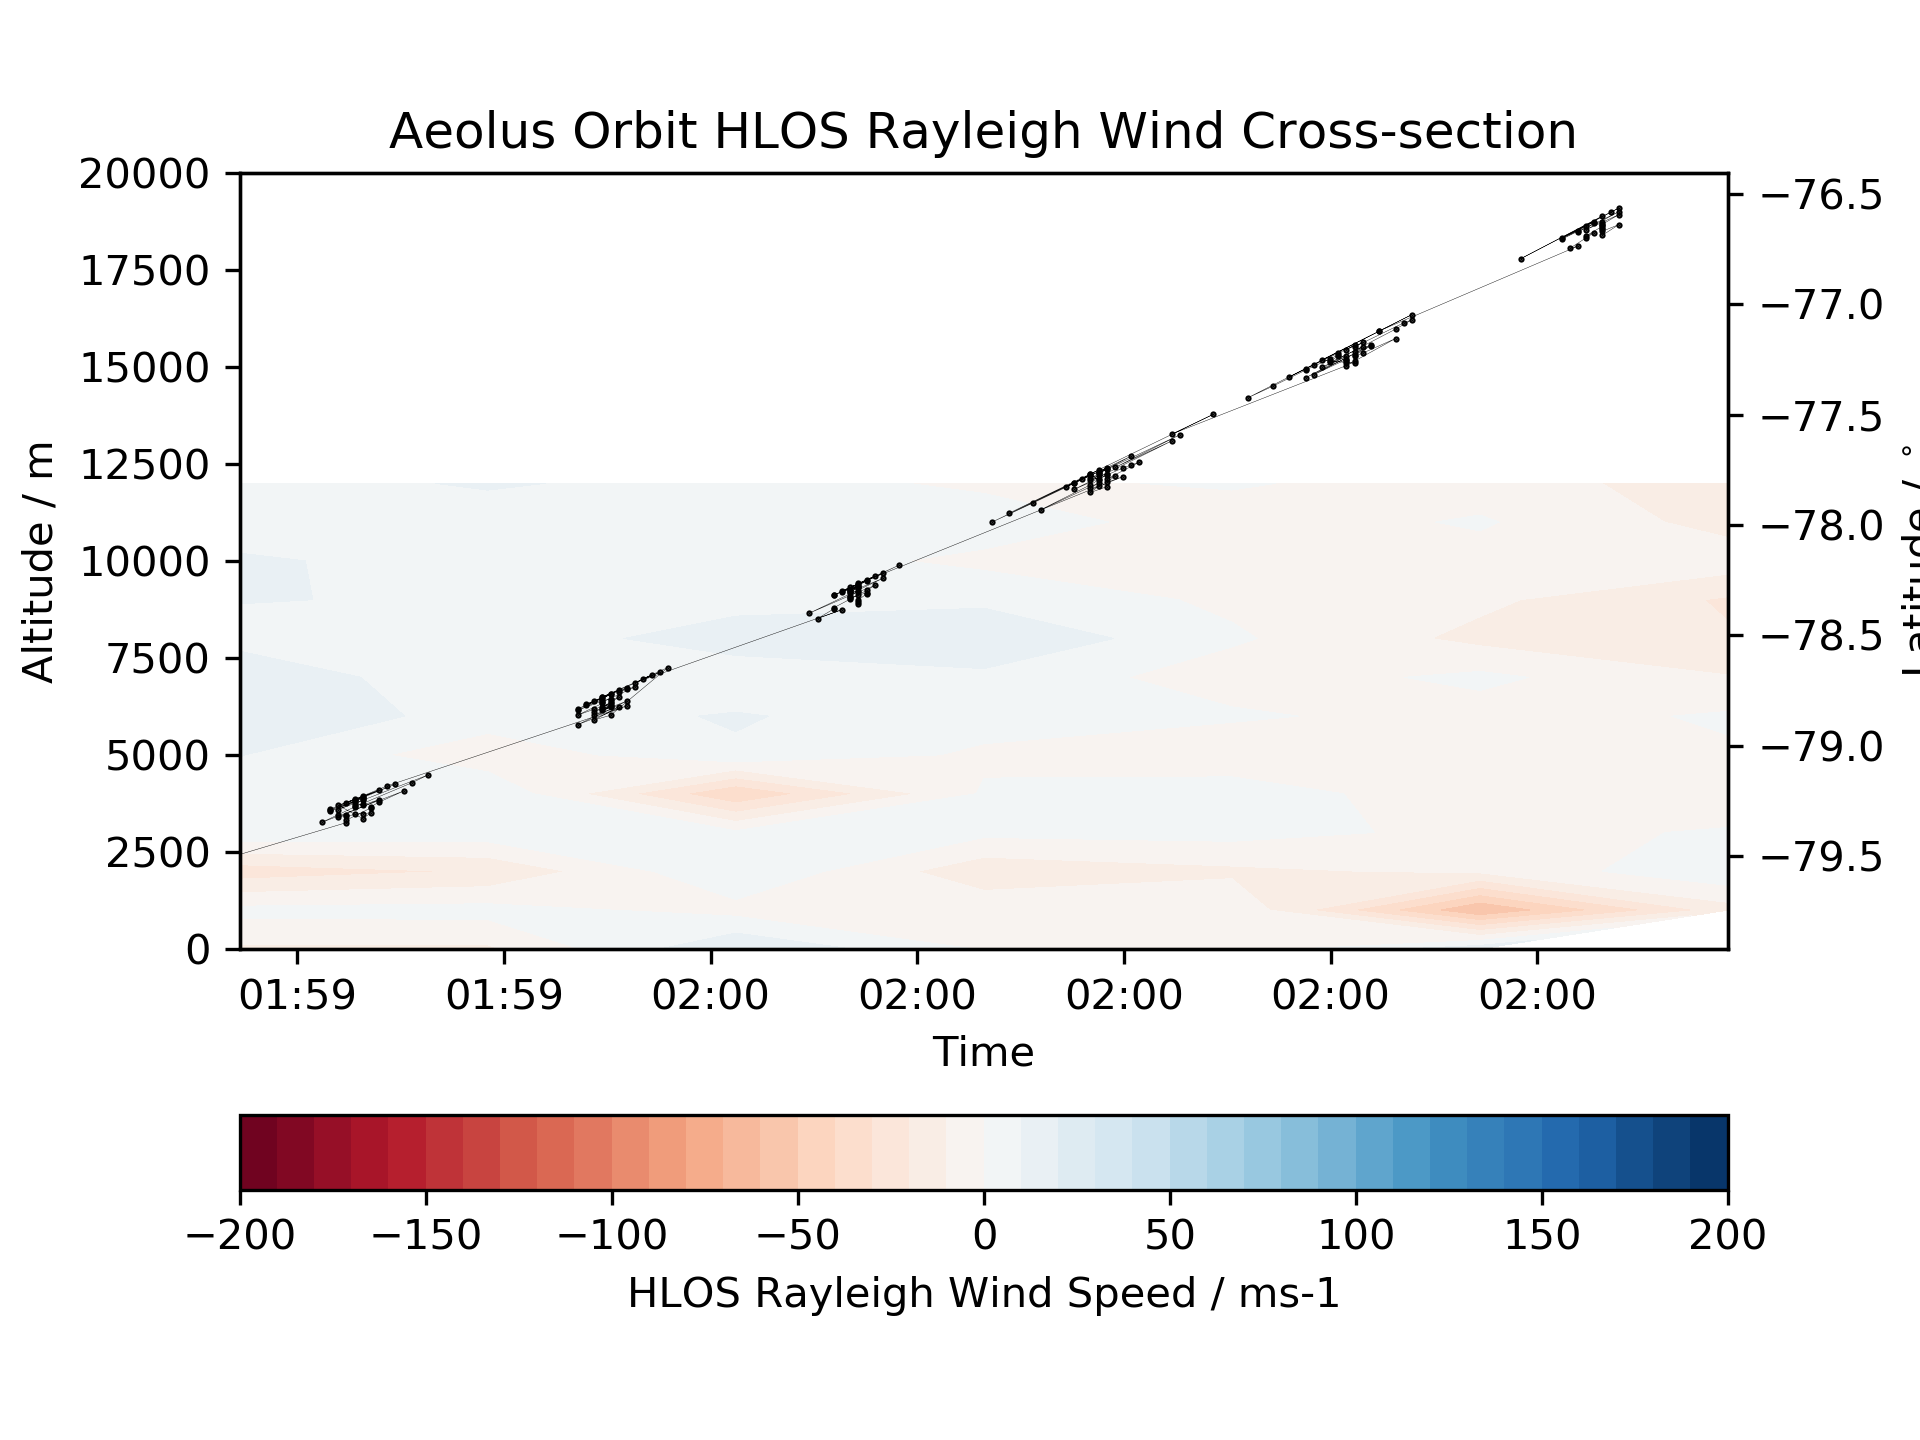 Aeolus Orbit HLOS Rayleigh Wind Cross-section
20000
17500
15000
12500
10000
7500
5000
2500
0
Altitude / m
−76.5
−77.0
−77.5
−78.0
−78.5
−79.0
−79.5
Latitude / °
01:59 01:59 02:00 02:00 02:00 02:00 02:00
Time
−200 −150 −100 −50 0 50 100 150 200
HLOS Rayleigh Wind Speed / ms-1